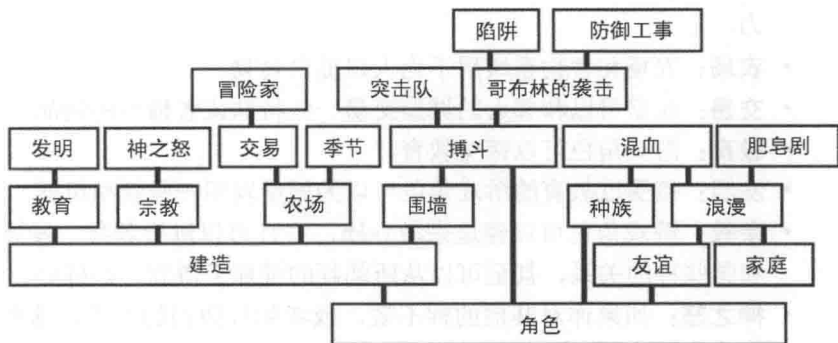 陷阱 防御工事
冒险家 突击队 哥布林的袭击
发明 神之怒 交易 季节 搏斗 混血 肥皂剧
教育 宗教 农场 围墙 种族 浪漫
建造 友谊 家庭
角色